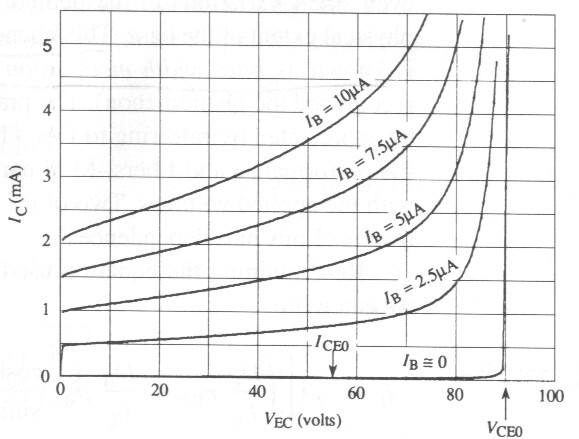 5
4
3
2
1
0
I_C (mA)
I_B = 10μA
I_B = 7.5μA
I_B = 5μA
I_B = 2.5μA
I_CE0
I_B ≅ 0
0
20
40
60
80
100
V_EC (volts)
V_CE0